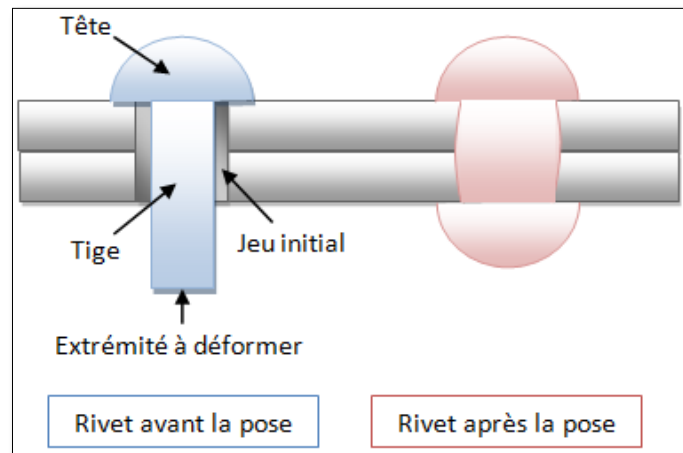 Tête
Tige
Jeu initial
Extrémité à déformer
Rivet avant la pose
Rivet après la pose